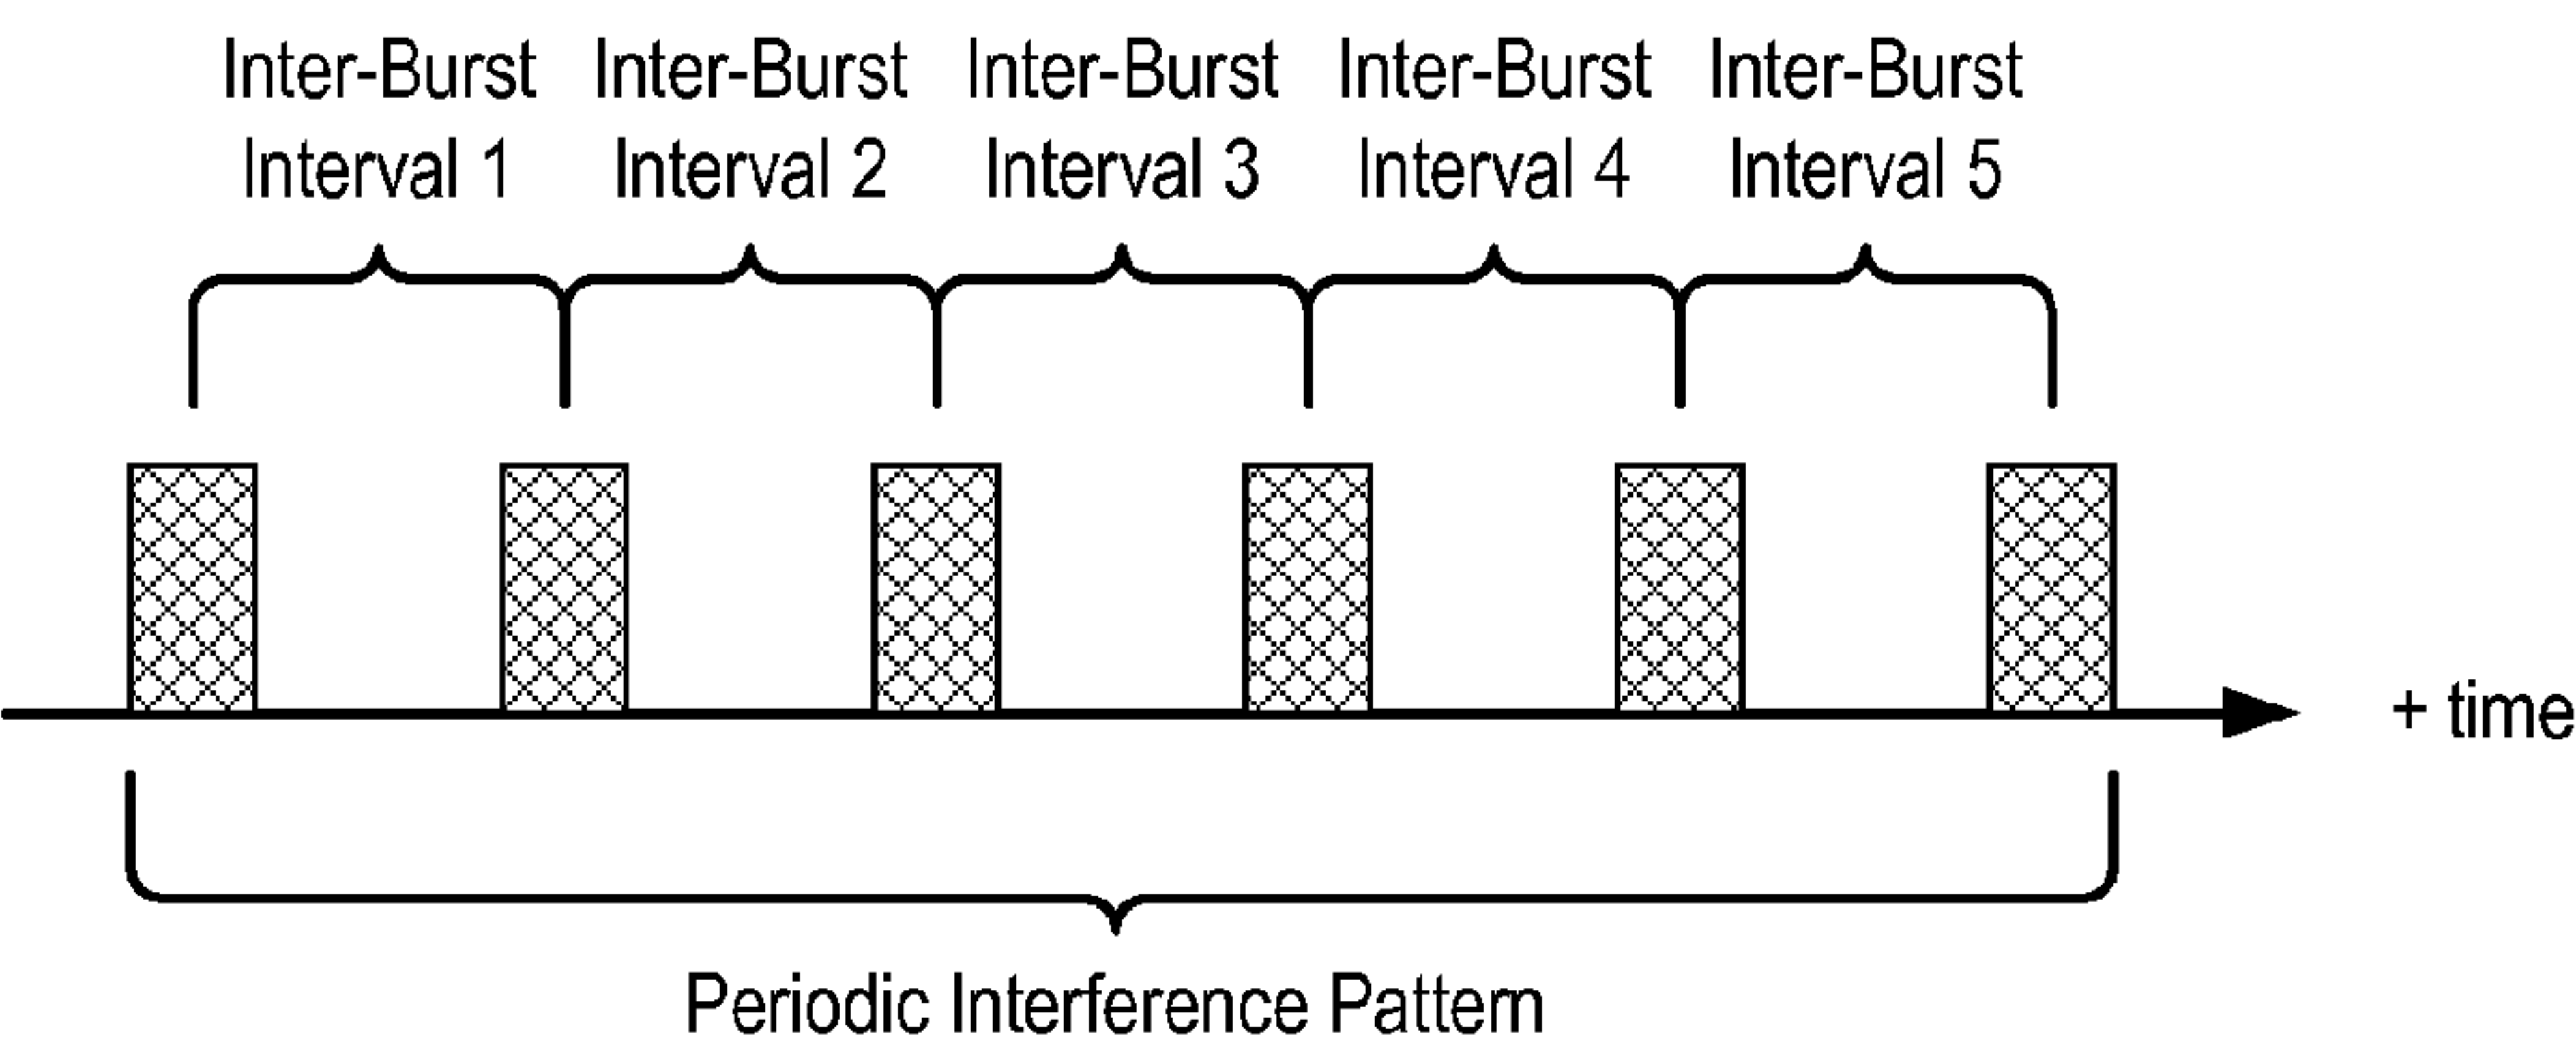 Inter-Burst Inter-Burst Inter-Burst Inter-Burst Inter-Burst
Interval 1 Interval 2 Interval 3 Interval 4 Interval 5
+ time
Periodic Interference Pattern